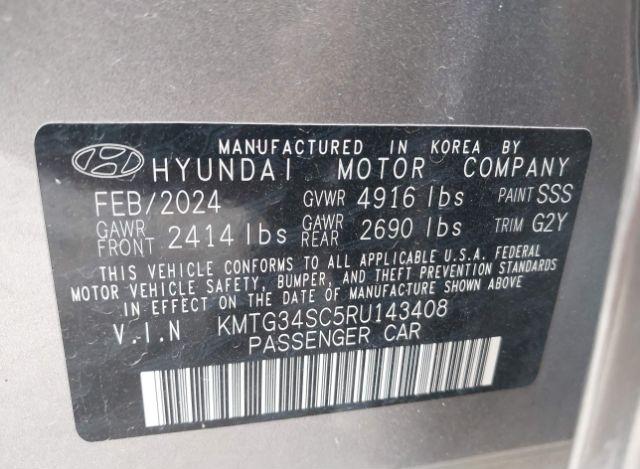 MANUFACTURED IN KOREA BY
HYUNDAI MOTOR COMPANY
FEB/2024 GVWR 4916 lbs PAINT SSS
GAWR FRONT 2414 lbs GAWR REAR 2690 lbs TRIM G2Y
THIS VEHICLE CONFORMS TO ALL APPLICABLE U.S.A. FEDERAL
MOTOR VEHICLE SAFETY, BUMPER, AND THEFT PREVENTION STANDARDS
IN EFFECT ON THE DATE OF MANUFACTURE SHOWN ABOVE.
V.I.N KMTG34SC5RU143408
PASSENGER CAR